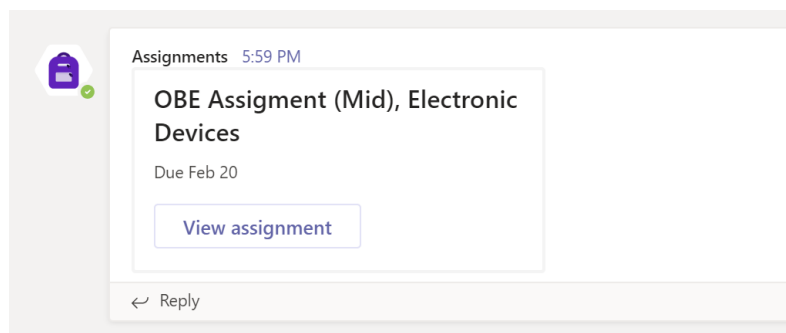 Assignments 5:59 PM
OBE Assigment (Mid), Electronic
Devices
Due Feb 20
View assignment
Reply